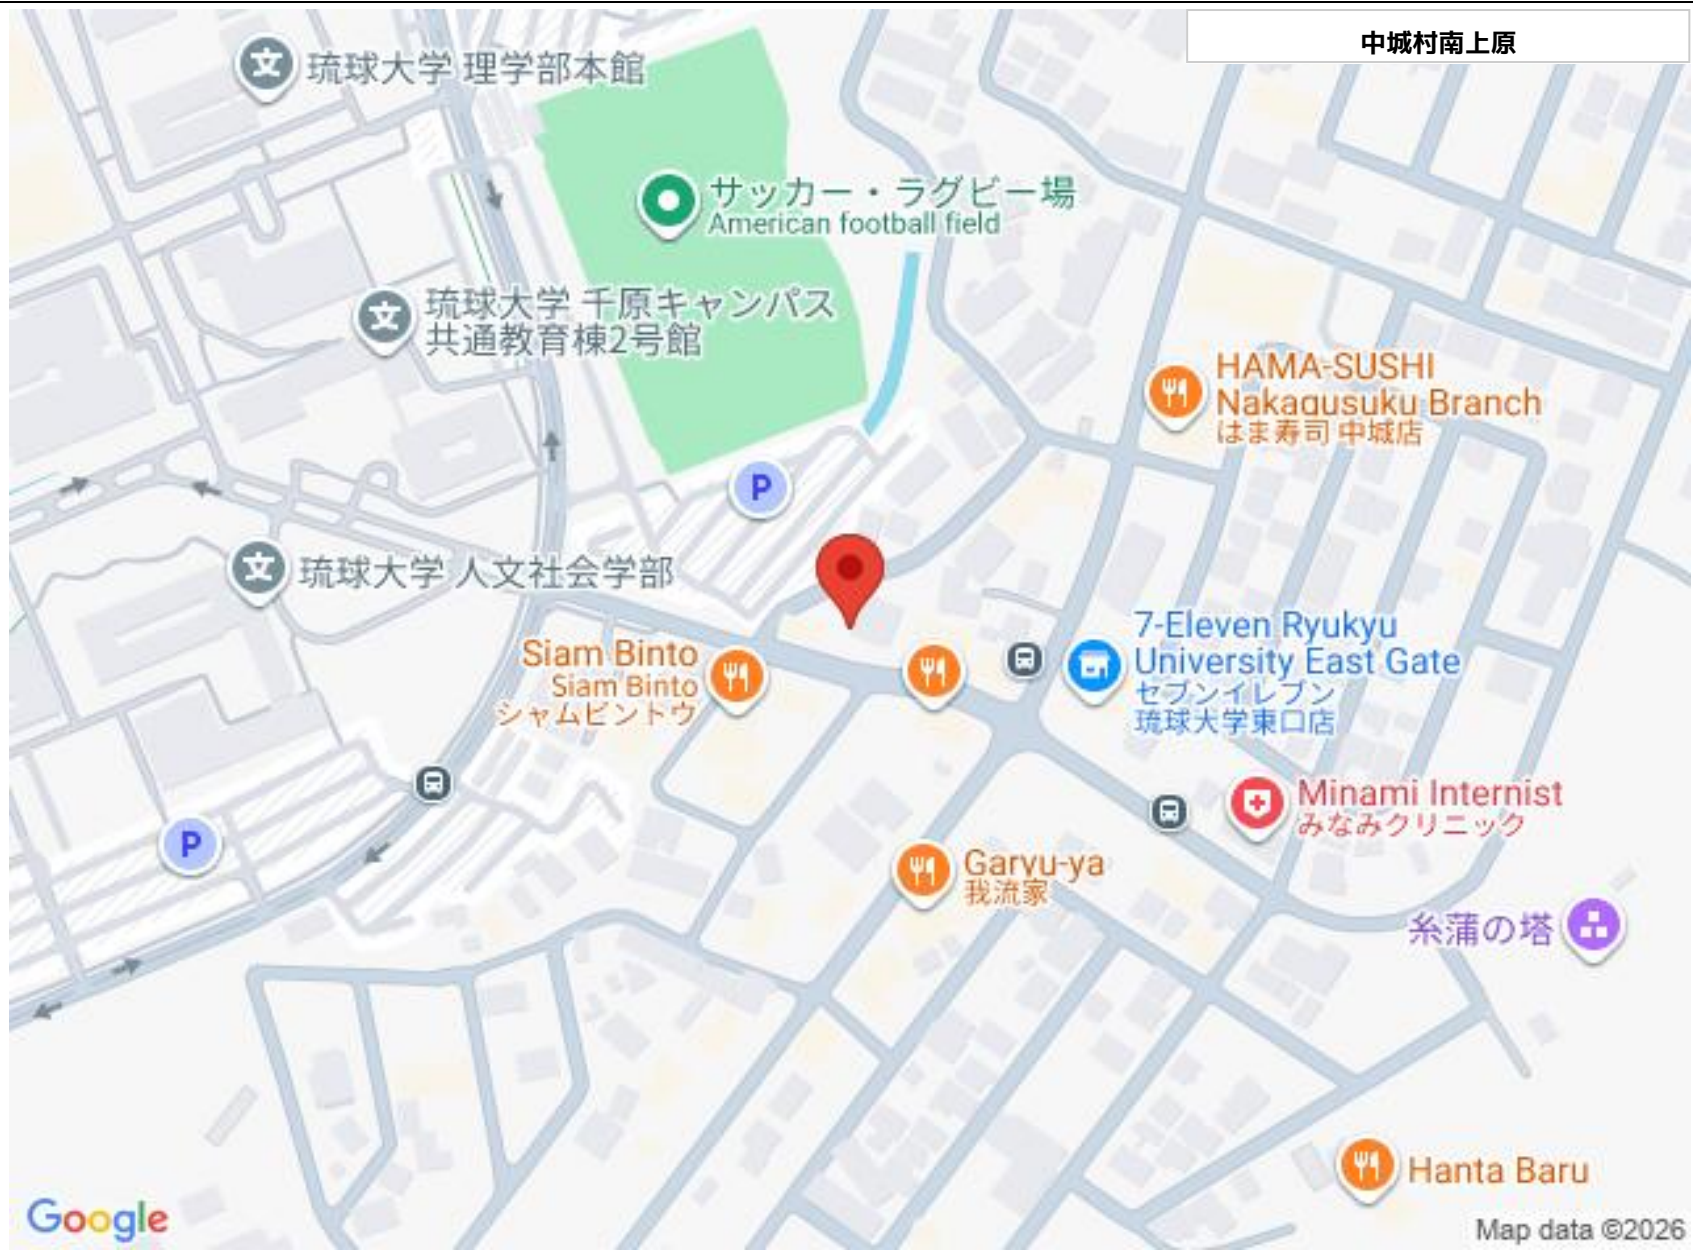 中城村南上原
琉球大学 理学部本館
サッカー・ラグビー場
American football field
琉球大学 千原キャンパス
共通教育棟2号館
HAMA-SUSHI
Nakagusuku Branch
はま寿司 中城店
P
琉球大学 人文社会学部
Siam Binto
Siam Binto
シャムビントウ
7-Eleven Ryukyu
University East Gate
セブンイレブン
琉球大学東口店
Minami Internist
みなみクリニック
P
Garyu-ya
我流家
糸蒲の塔
Hanta Baru
Google
Map data ©2026
文
文
文